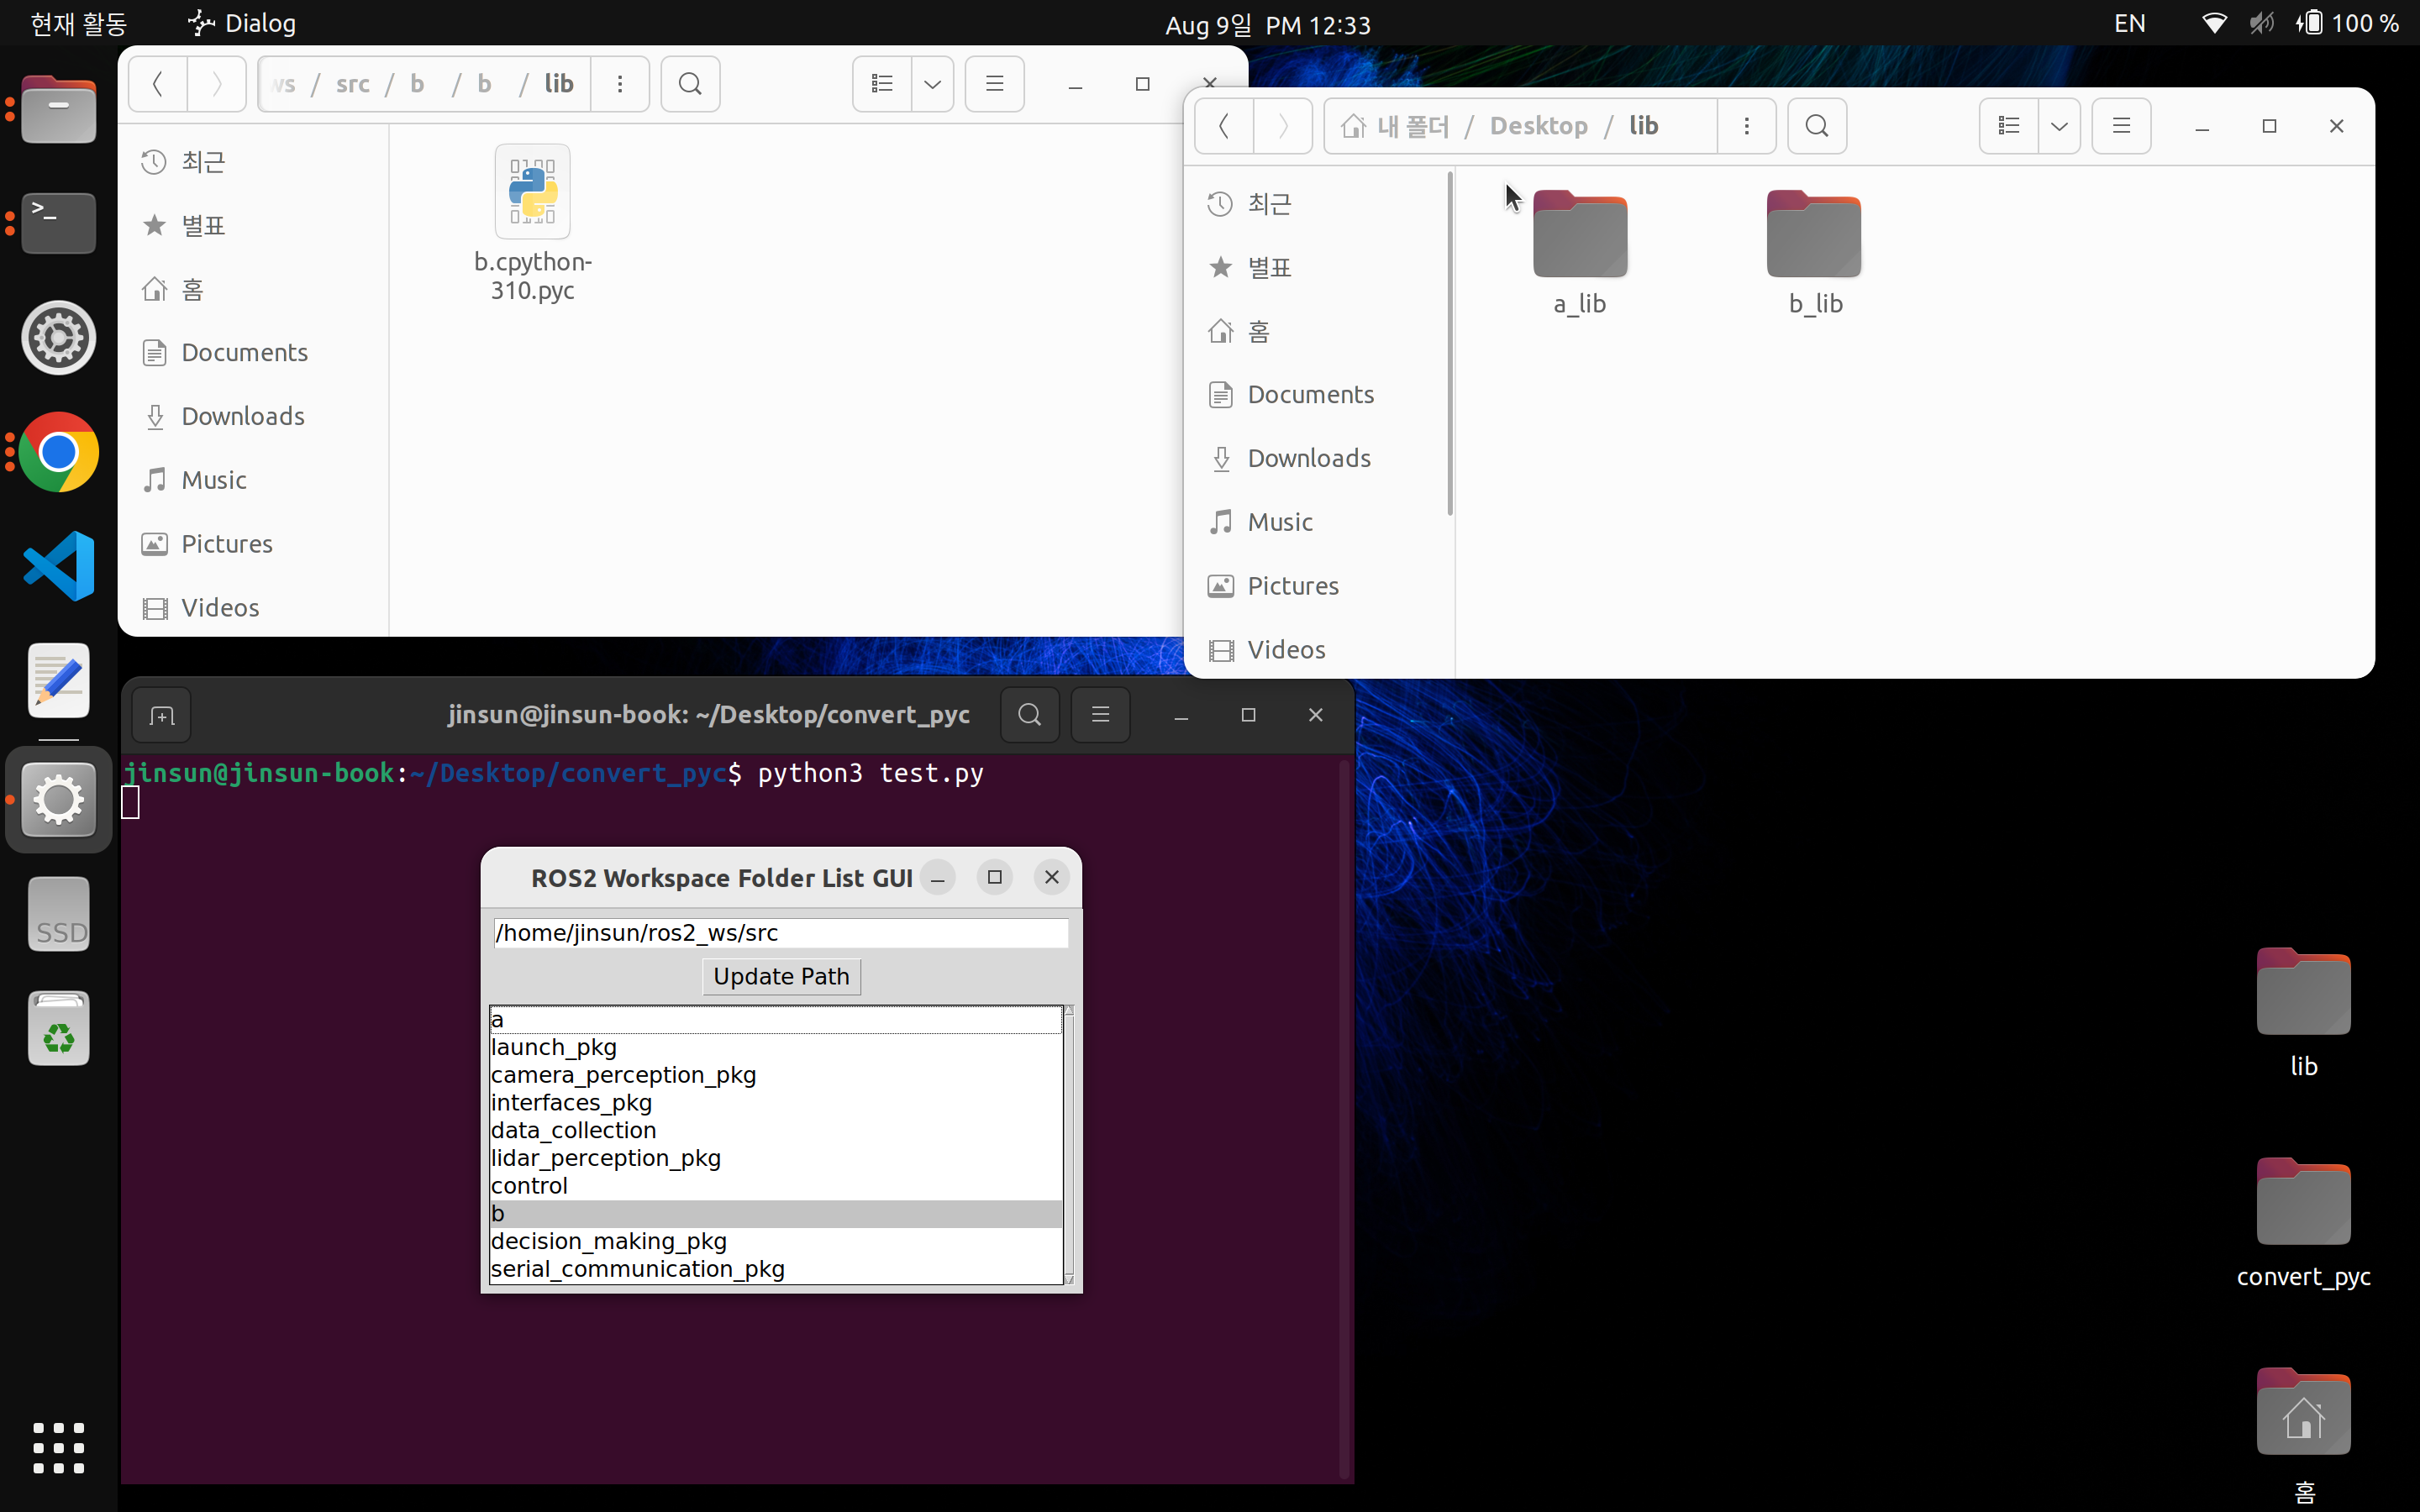 현재 활동
Dialog
Aug 9일 PM 12:33
EN
100 %
/ src / b / b / lib
최근
별표
홈
Documents
Downloads
Music
Pictures
Videos
b.cpython-
310.pyc
내 폴더 / Desktop / lib
최근
별표
홈
Documents
Downloads
Music
Pictures
Videos
a_lib
b_lib
jinsun@jinsun-book: ~/Desktop/convert_pyc
jinsun@jinsun-book:~/Desktop/convert_pyc$ python3 test.py
ROS2 Workspace Folder List GUI
/home/jinsun/ros2_ws/src
Update Path
a
launch_pkg
camera_perception_pkg
interfaces_pkg
data_collection
lidar_perception_pkg
control
b
decision_making_pkg
serial_communication_pkg
>_
SSD
lib
convert_pyc
홈